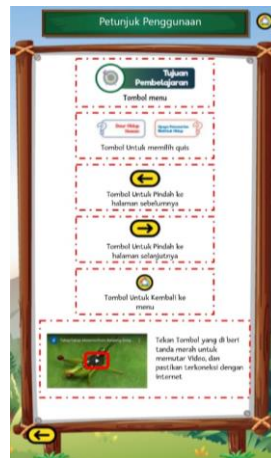 Petunjuk Penggunaan
Tujuan
Pembelajaran
Tombol menu
Tombol Untuk memilih quis
Tombol Untuk Pindah ke
halaman sebelumnya
Tombol Untuk Pindah ke
halaman selanjutnya
Tombol Untuk Kembali ke
menu
Tekan Tombol yang di beri
tanda merah untuk
memutar Video, dan
pastikan terkoneksi dengan
Internet